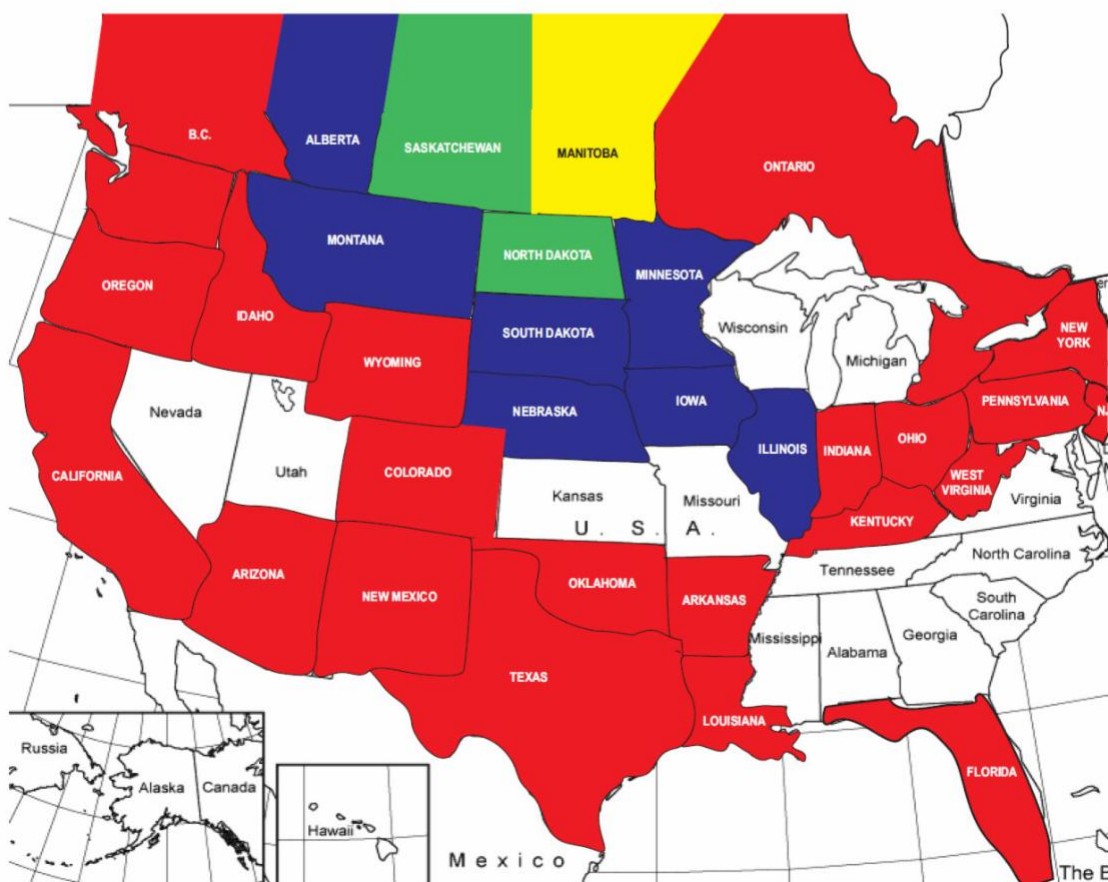 B.C.
ALBERTA
SASKATCHEWAN
MANITOBA
ONTARIO
MONTANA
NORTH DAKOTA
MINNESOTA
OREGON
IDAHO
SOUTH DAKOTA
Wisconsin
NEW
YORK
WYOMING
Michigan
Nevada
NEBRASKA
IOWA
PENNSYLVANIA
N.
CALIFORNIA
Utah
COLORADO
ILLINOIS
INDIANA
OHIO
WEST
VIRGINIA
Kansas
Missouri
Virginia
U. S. A.
KENTUCKY
ARIZONA
NEW MEXICO
OKLAHOMA
ARKANSAS
Tennessee
North Carolina
South
Carolina
Mississippi
Alabama
Georgia
TEXAS
LOUISIANA
FLORIDA
Russia
Alaska
Canada
Hawaii
Mexico
The B